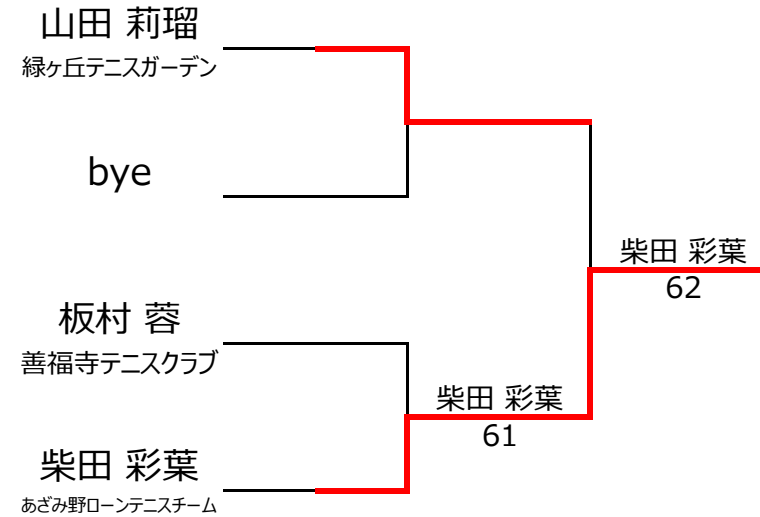 山田 莉瑠
緑ヶ丘テニスガーデン
bye
柴田 彩葉
62
板村 蓉
善福寺テニスクラブ
柴田 彩葉
61
柴田 彩葉
あざみ野ローンテニスチーム